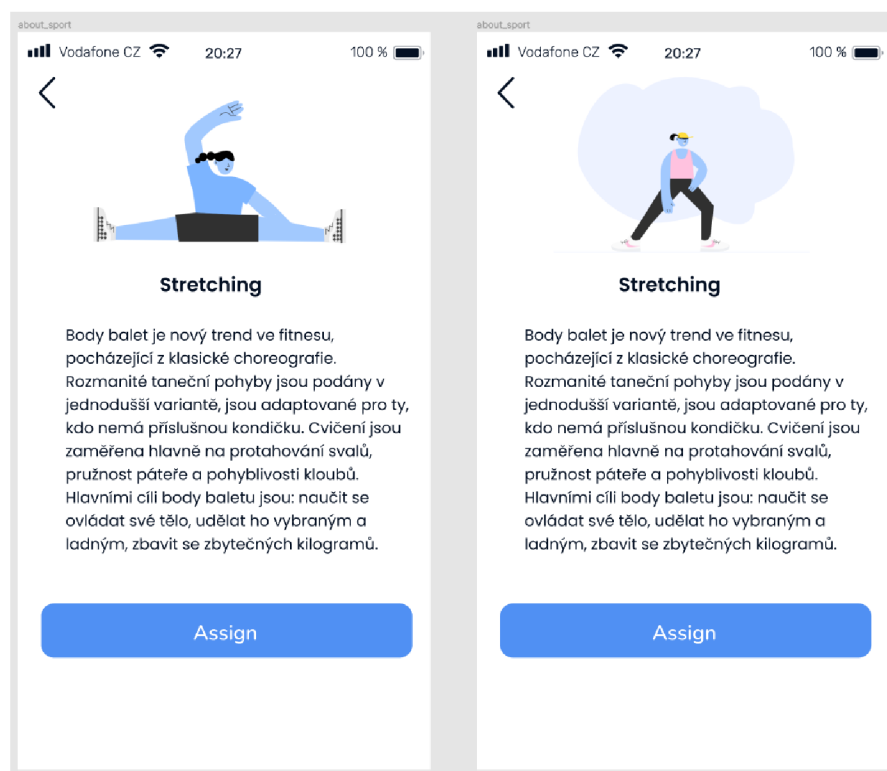 about_sport
Vodafone CZ 20:27 100 %
Stretching
Body balet je nový trend ve fitnesu,
pocházející z klasické choreografie.
Rozmanité taneční pohyby jsou podány v
jednodušší variantě, jsou adaptované pro ty,
kdo nemá příslušnou kondičku. Cvičení jsou
zaměřena hlavně na protahování svalů,
pružnost páteře a pohyblivosti kloubů.
Hlavními cíli body baletu jsou: naučit se
ovládat své tělo, udělat ho vybraným a
ladným, zbavit se zbytečných kilogramů.
Assign
about_sport
Vodafone CZ 20:27 100 %
Stretching
Body balet je nový trend ve fitnesu,
pocházející z klasické choreografie.
Rozmanité taneční pohyby jsou podány v
jednodušší variantě, jsou adaptované pro ty,
kdo nemá příslušnou kondičku. Cvičení jsou
zaměřena hlavně na protahování svalů,
pružnost páteře a pohyblivosti kloubů.
Hlavními cíli body baletu jsou: naučit se
ovládat své tělo, udělat ho vybraným a
ladným, zbavit se zbytečných kilogramů.
Assign